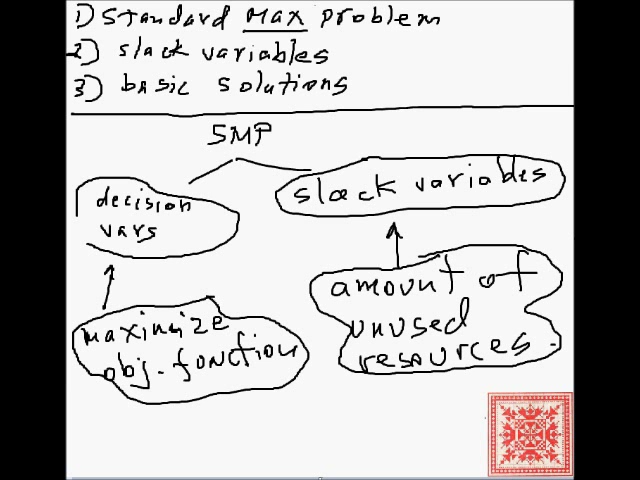 1) Standard Max problem
2) slack variables
3) basic solutions
SMP
decision
vars
slack variables
maximize
obj. function
amount of
unused
resources.